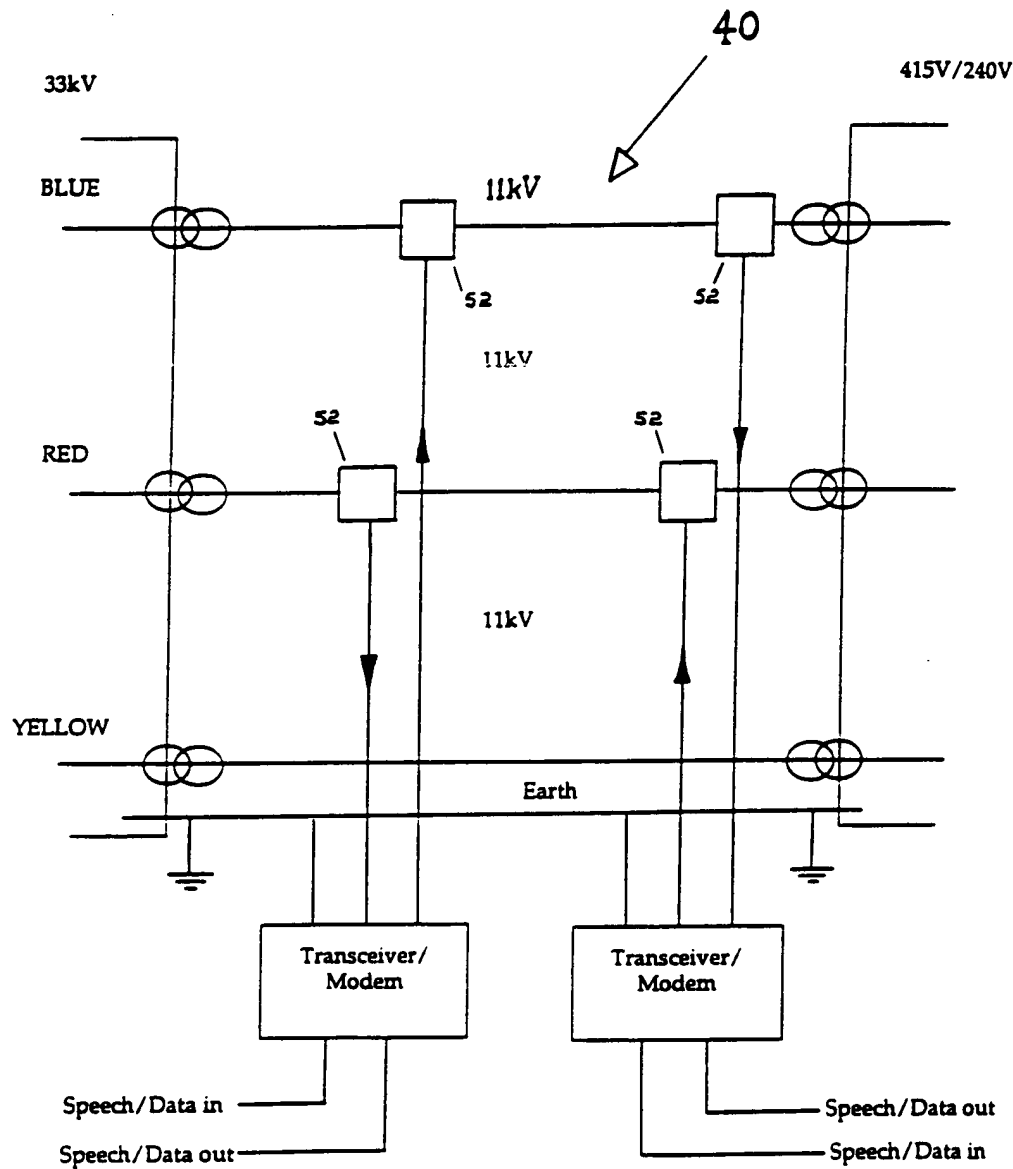 40
33kV
415V/240V
BLUE
11kV
52
52
11kV
52
52
RED
11kV
YELLOW
Earth
Transceiver/
Modem
Transceiver/
Modem
Speech/Data in
Speech/Data out
Speech/Data out
Speech/Data in